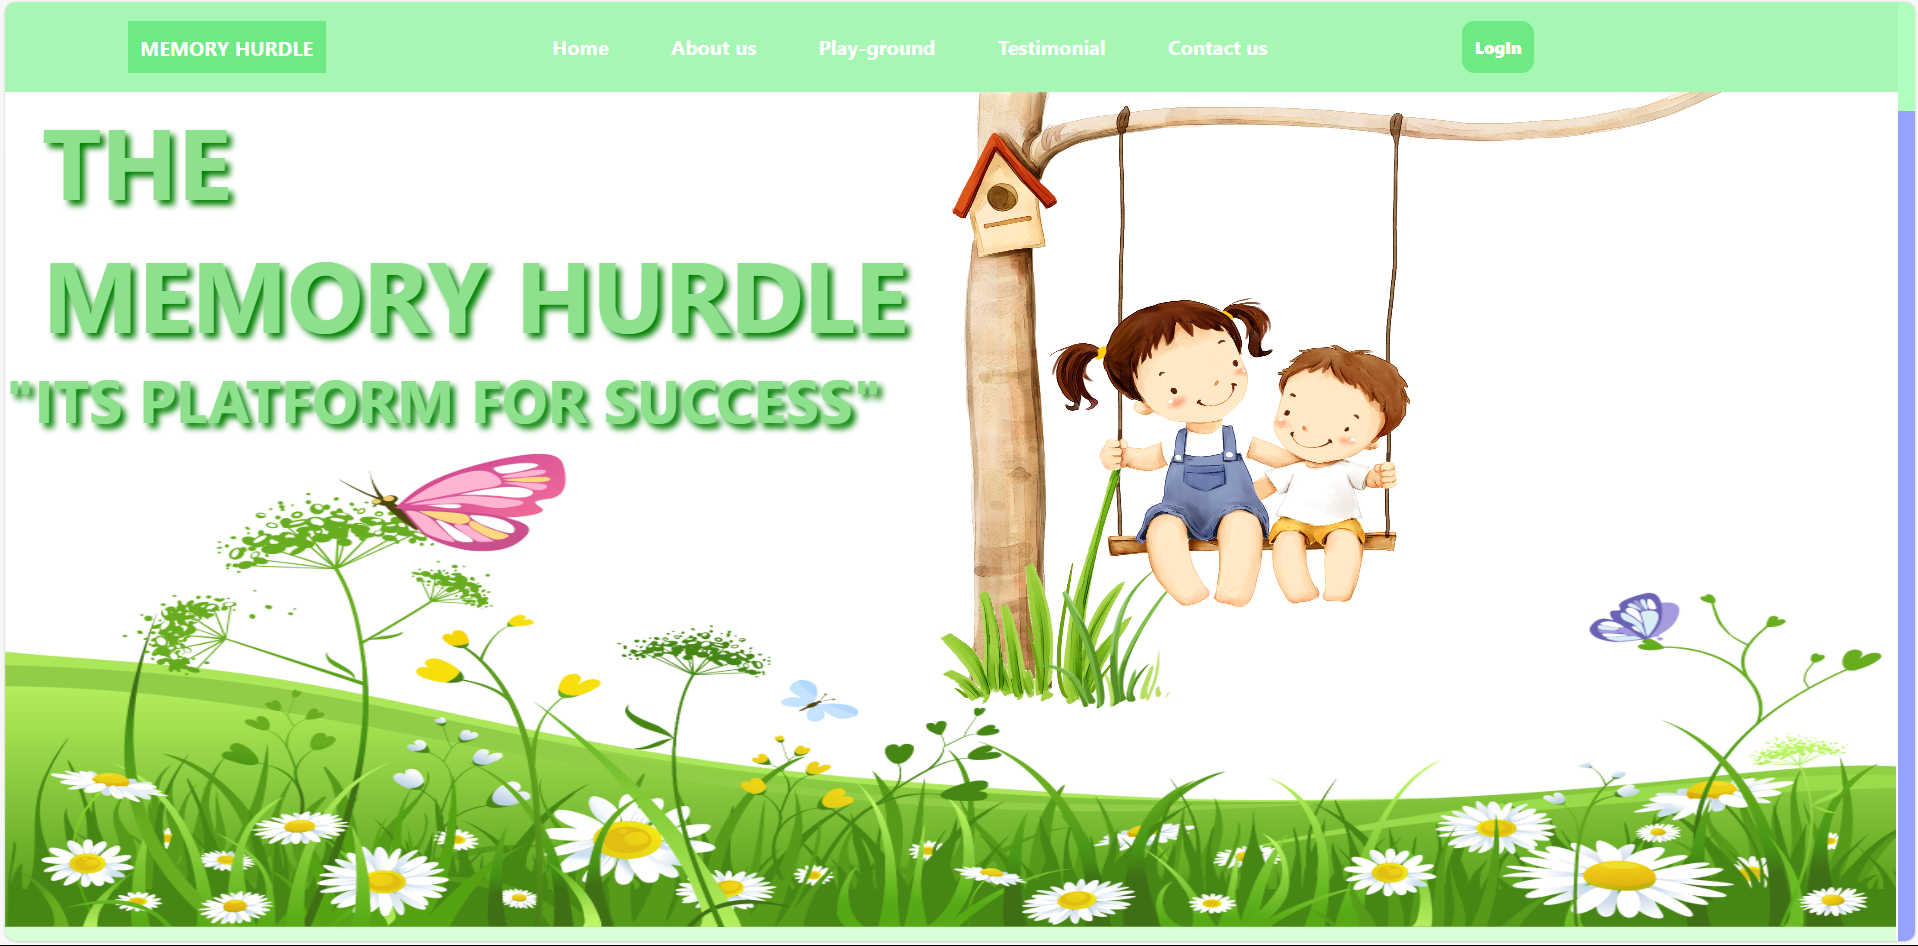 MEMORY HURDLE
Home About us Play-ground Testimonial Contact us
LogIn
THE
MEMORY HURDLE
"ITS PLATFORM FOR SUCCESS"